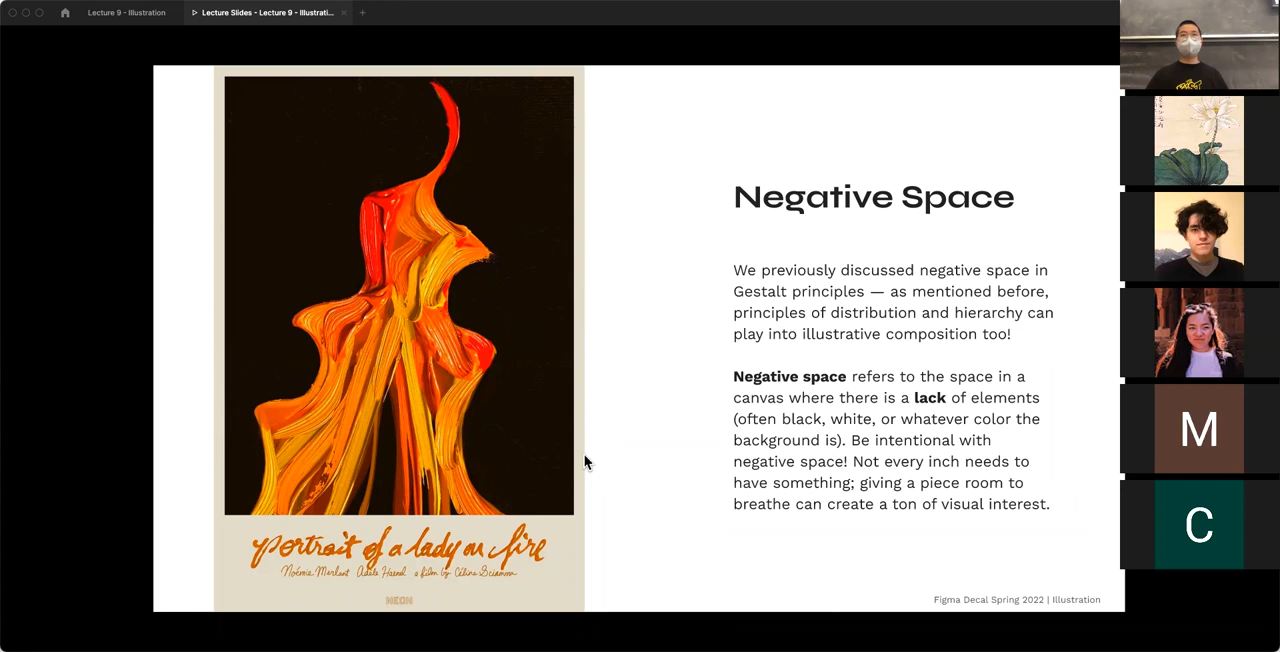 Lecture 9 - Illustration
Lecture Slides - Lecture 9 - Illustrati...
Negative Space
We previously discussed negative space in
Gestalt principles — as mentioned before,
principles of distribution and hierarchy can
play into illustrative composition too!
Negative space refers to the space in a
canvas where there is a lack of elements
(often black, white, or whatever color the
background is). Be intentional with
negative space! Not every inch needs to
have something; giving a piece room to
breathe can create a ton of visual interest.
portrait of a lady on fire
Noémie Merlant Adèle Haenel a film by Céline Sciamma
NEON
Figma Decal Spring 2022 | Illustration
M
C